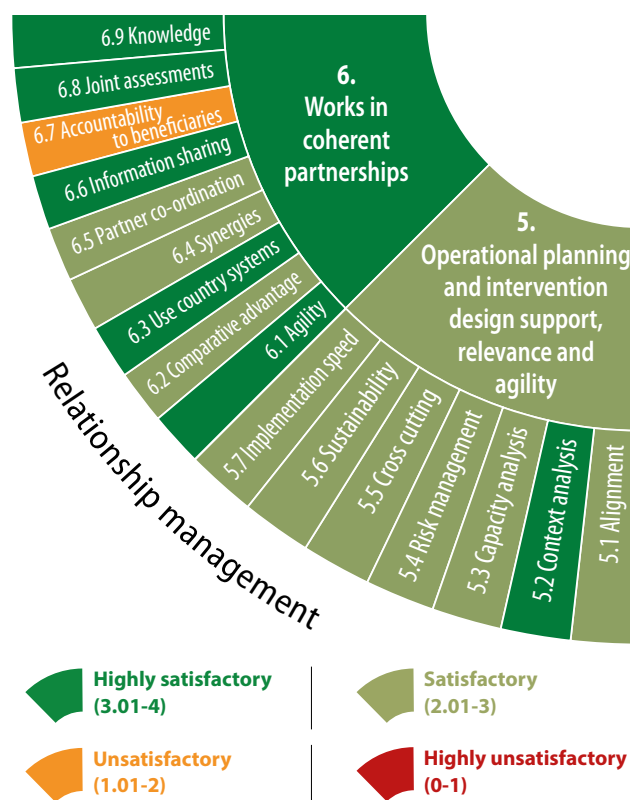 6.9 Knowledge
6.8 Joint assessments
6.7 Accountability
to beneficiaries
6.6 Information sharing
6.5 Partner co-ordination
6.4 Synergies
6.3 Use country systems
6.2 Comparative advantage
6.1 Agility
6.
Works in
coherent
partnerships
5.
Operational planning
and intervention
design support,
relevance and
agility
5.7 Implementation speed
5.6 Sustainability
5.5 Cross cutting
5.4 Risk management
5.3 Capacity analysis
5.2 Context analysis
5.1 Alignment
Relationship management
Highly satisfactory
(3.01-4)
Satisfactory
(2.01-3)
Unsatisfactory
(1.01-2)
Highly unsatisfactory
(0-1)